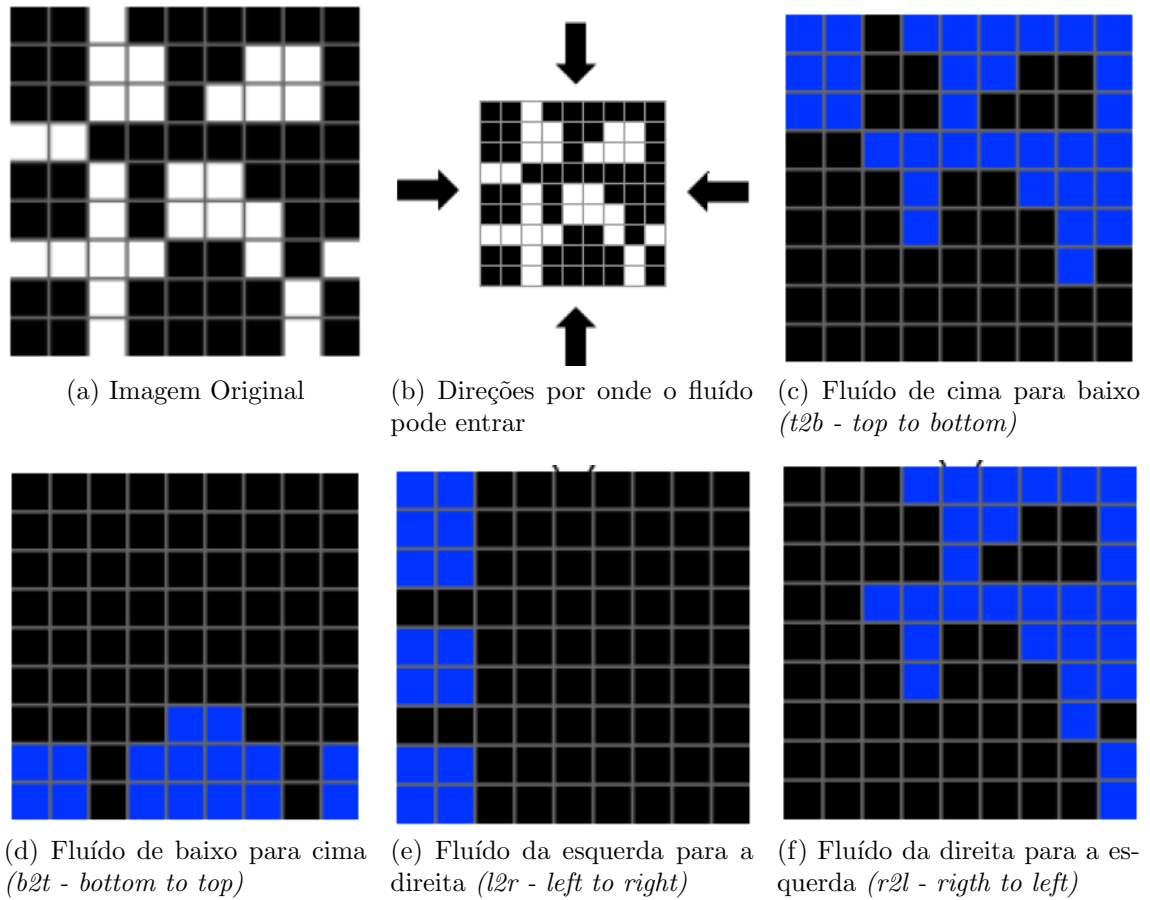 (a) Imagem Original
(b) Direções por onde o fluído
pode entrar
(c) Fluído de cima para baixo
(t2b - top to bottom)
(d) Fluído de baixo para cima
(b2t - bottom to top)
(e) Fluído da esquerda para a
direita (l2r - left to right)
(f) Fluído da direita para a es-
querda (r2l - rigth to left)